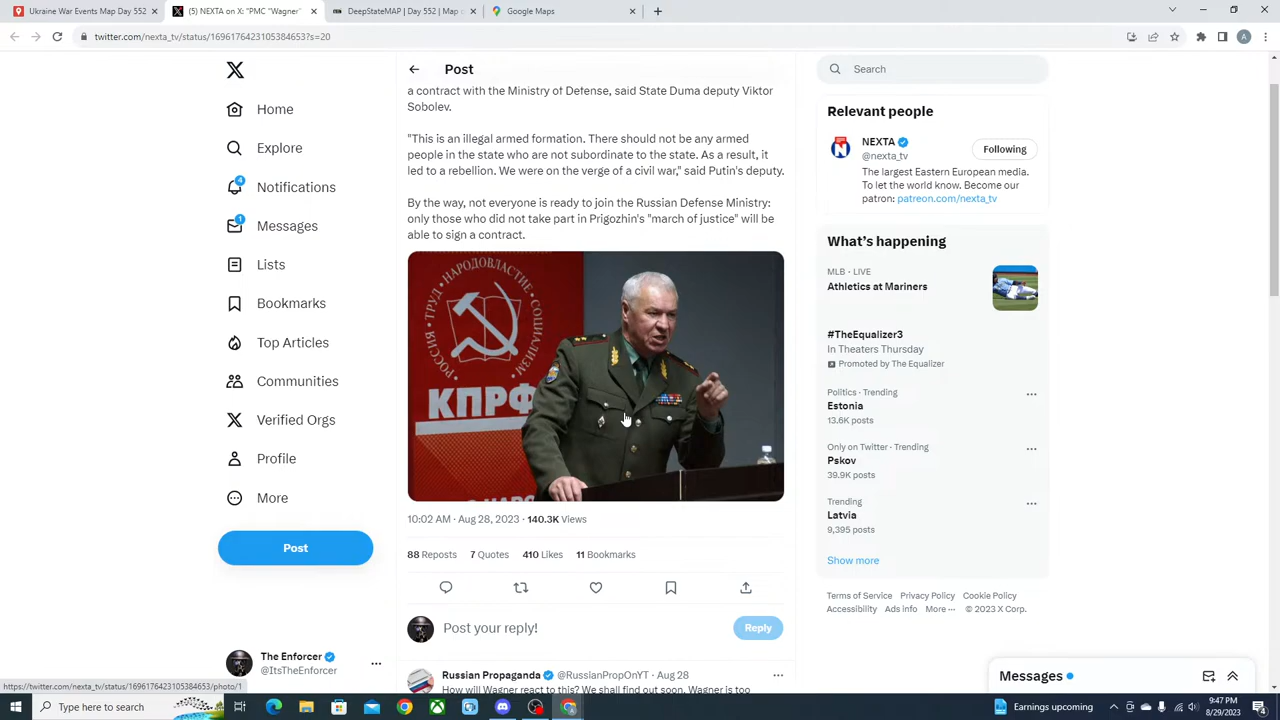 Ukraine War Events Map Day 552
(5) NEXTA on X: "PMC "Wagner"
DeepStateMAP | Day 552 | Map o
Google Maps
twitter.com/nexta_tv/status/1696176423105384653?s=20
Home
Explore
4
Notifications
1
Messages
Lists
Bookmarks
Top Articles
Communities
Verified Orgs
Profile
More
Post
The Enforcer
@ItsTheEnforcer
Post
a contract with the Ministry of Defense, said State Duma deputy Viktor
Sobolev.
"This is an illegal armed formation. There should not be any armed
people in the state who are not subordinate to the state. As a result, it
led to a rebellion. We were on the verge of a civil war," said Putin's deputy.
By the way, not everyone is ready to join the Russian Defense Ministry:
only those who did not take part in Prigozhin's "march of justice" will be
able to sign a contract.
РОССИЯ · ТРУД · НАРОДОВЛАСТИЕ · СОЦИАЛИЗМ
КПРФ
10:02 AM · Aug 28, 2023 · 140.3K Views
88 Reposts 7 Quotes 410 Likes 11 Bookmarks
Post your reply!
Reply
Russian Propaganda @RussianPropOnYT · Aug 28
How will Wagner react to this? We shall find out soon. Wagner is too
Search
Relevant people
NEXTA
@nexta_tv
Following
The largest Eastern European media.
To let the world know. Become our
patron: patreon.com/nexta_tv
What's happening
MLB · LIVE
Athletics at Mariners
#TheEqualizer3
In Theaters Thursday
Promoted by The Equalizer
Politics · Trending
Estonia
13.6K posts
Only on Twitter · Trending
Pskov
39.9K posts
Trending
Latvia
9,395 posts
Show more
Terms of Service Privacy Policy Cookie Policy
Accessibility Ads info More ··· © 2023 X Corp.
Messages
https://twitter.com/nexta_tv/status/1696176423105384653/photo/1
Type here to search
Earnings upcoming
9:47 PM
8/29/2023